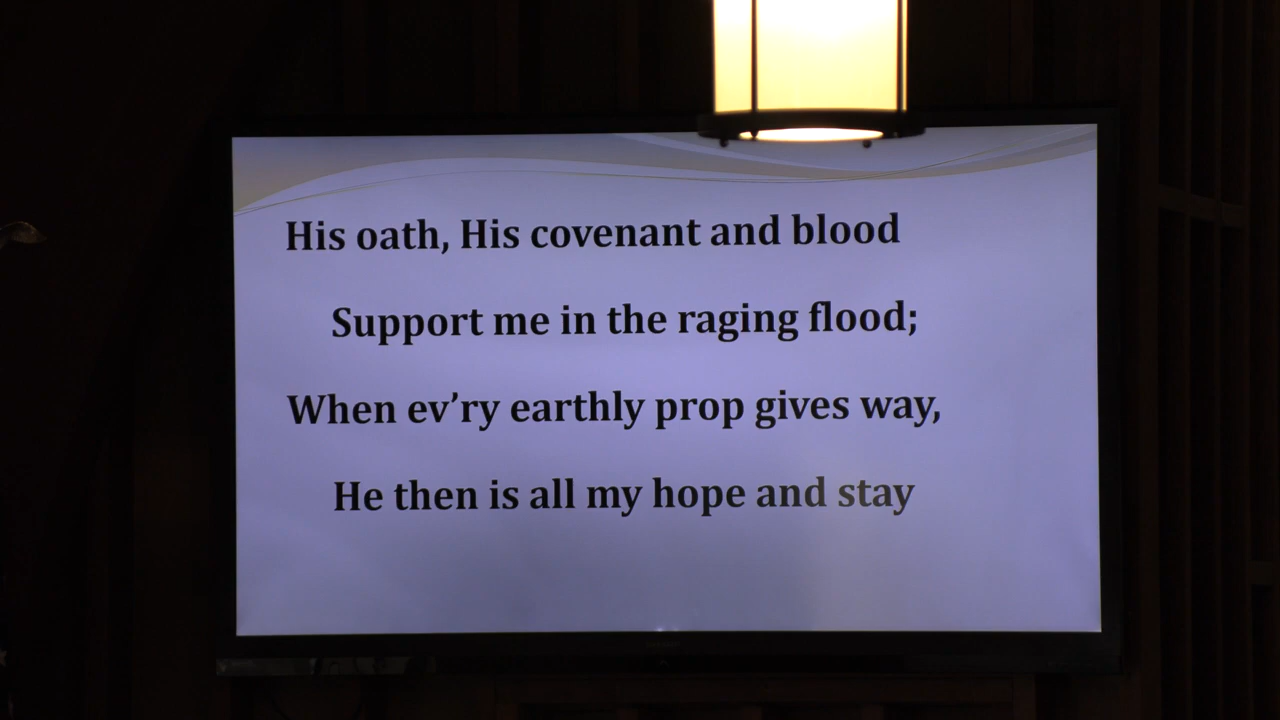 His oath, His covenant and blood
Support me in the raging flood;
When ev’ry earthly prop gives way,
He then is all my hope and stay